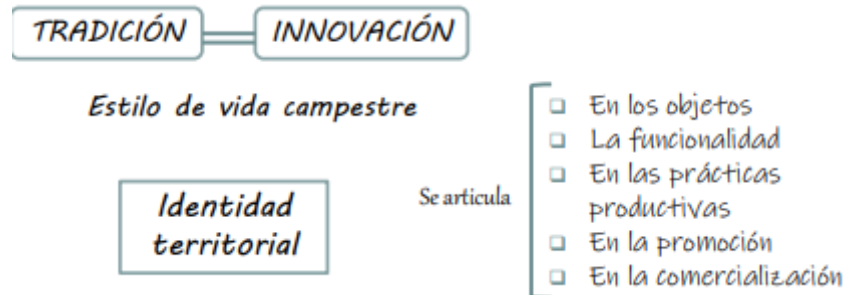 TRADICIÓN INNOVACIÓN
Estilo de vida campestre
Identidad
territorial
Se articula
En los objetos
La funcionalidad
En las prácticas
productivas
En la promoción
En la comercialización